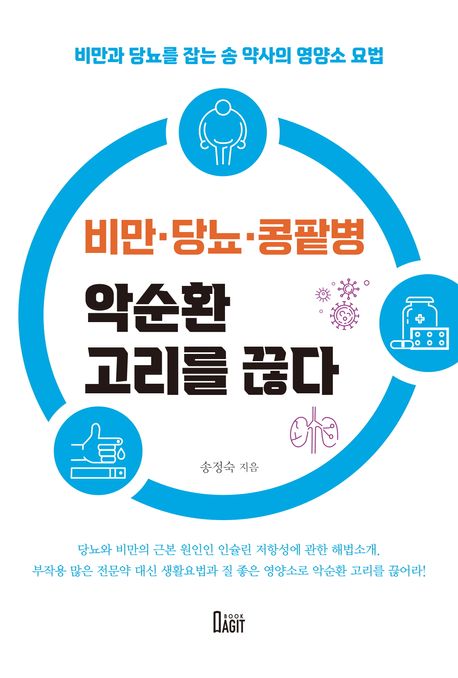 비만과 당뇨를 잡는 송 약사의 영양소 요법
비만·당뇨·콩팥병
악순환
고리를 끊다
송정숙 지음
당뇨와 비만의 근본 원인인 인슐린 저항성에 관한 해법소개.
부작용 많은 전문약 대신 생활요법과 질 좋은 영양소로 악순환 고리를 끊어라!
BOOK
AGIT